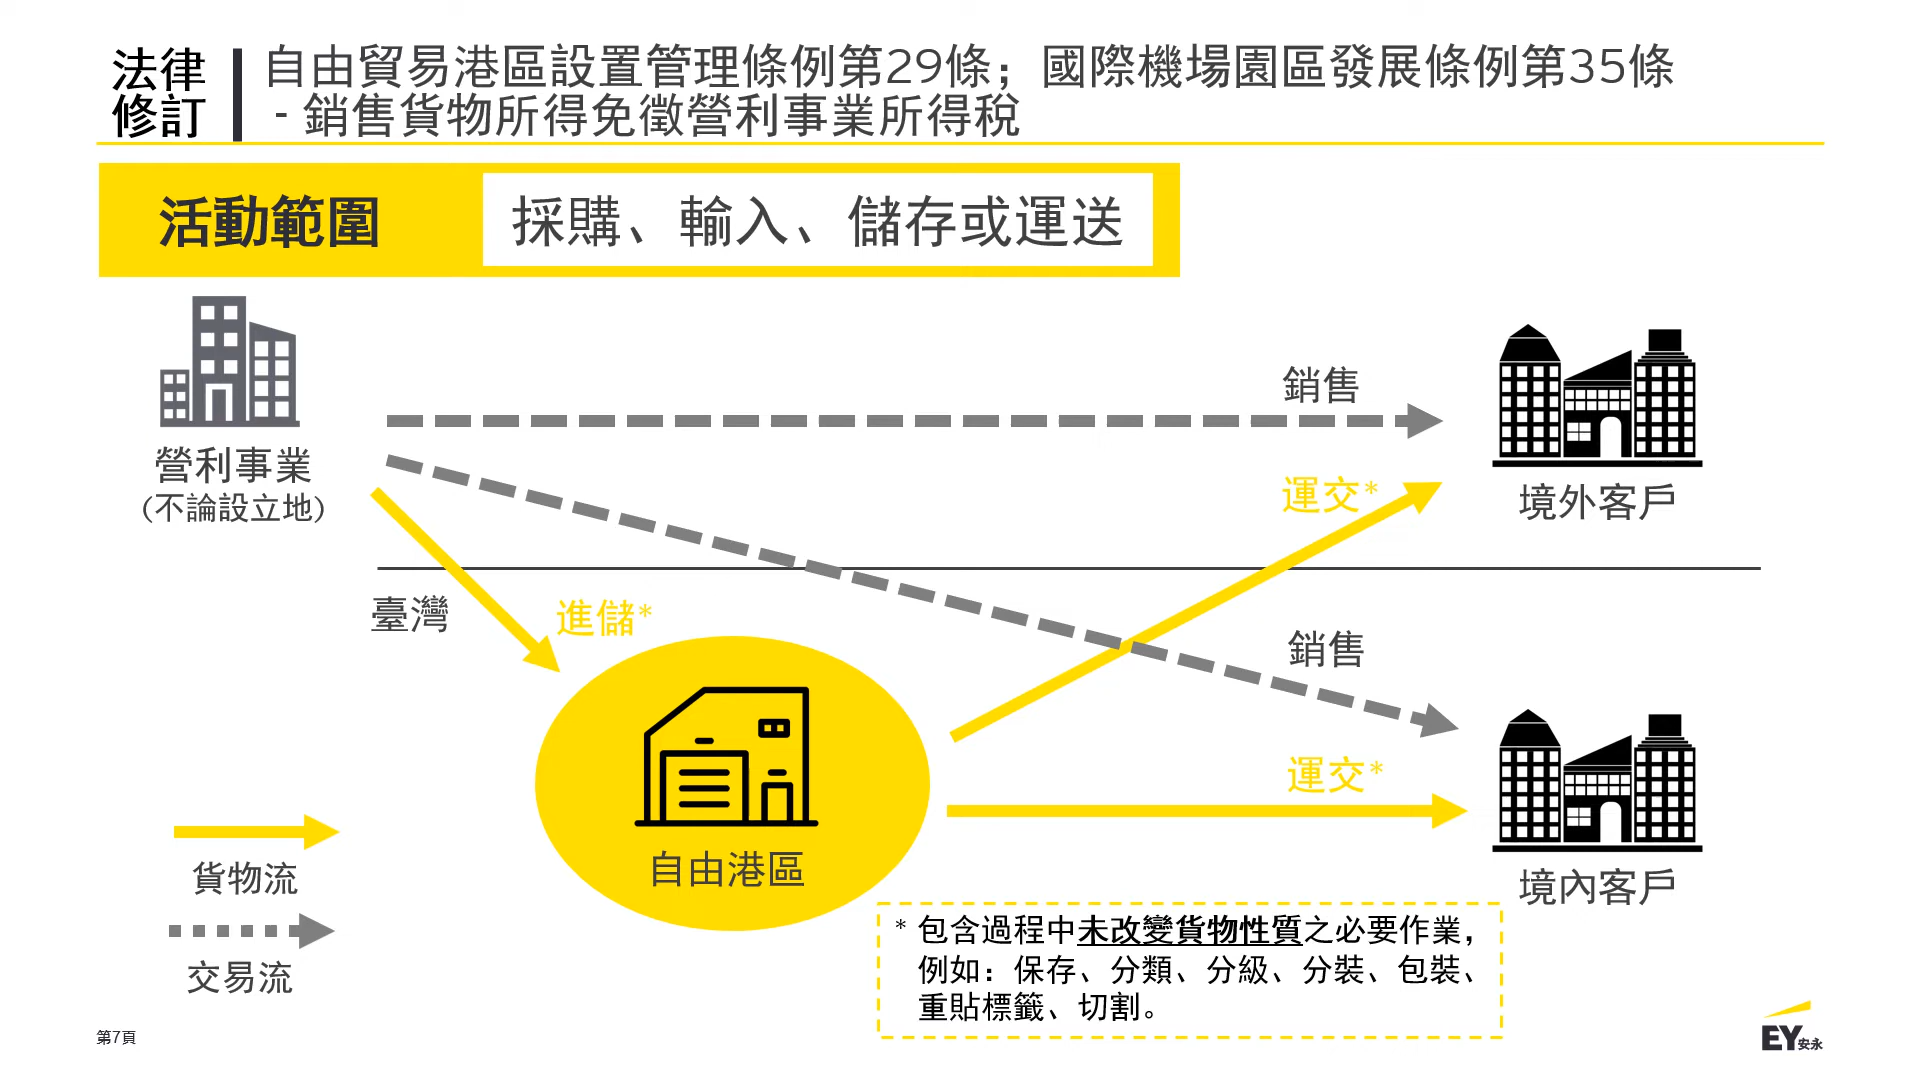 法律
修訂
自由貿易港區設置管理條例第29條；國際機場園區發展條例第35條
- 銷售貨物所得免徵營利事業所得稅
活動範圍
採購、輸入、儲存或運送
銷售
營利事業
(不論設立地)
運交*
境外客戶
臺灣
進儲*
銷售
運交*
自由港區
貨物流
境內客戶
* 包含過程中未改變貨物性質之必要作業，
例如：保存、分類、分級、分裝、包裝、
重貼標籤、切割。
交易流
第7頁
EY安永